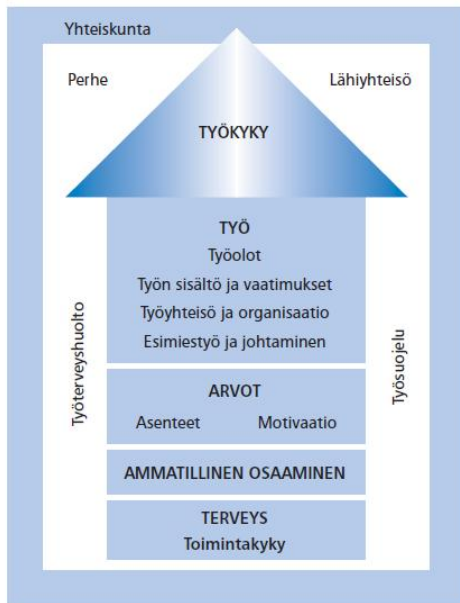 Yhteiskunta
Perhe
Lähiyhteisö
TYÖKYKY
TYÖ
Työolot
Työn sisältö ja vaatimukset
Työyhteisö ja organisaatio
Esimiestyö ja johtaminen
Työterveyshuolto
Työsuojelu
ARVOT
Asenteet Motivaatio
AMMATILLINEN OSAAMINEN
TERVEYS
Toimintakyky